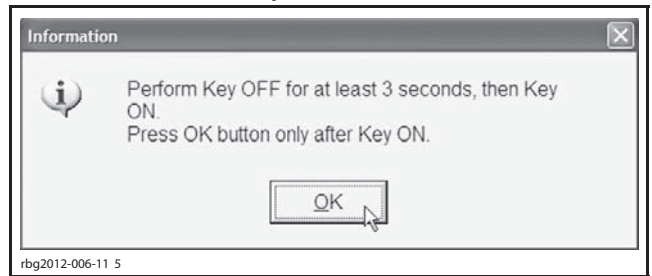 Information
Perform Key OFF for at least 3 seconds, then Key
ON.
Press OK button only after Key ON.
OK
rbg2012-006-11 5